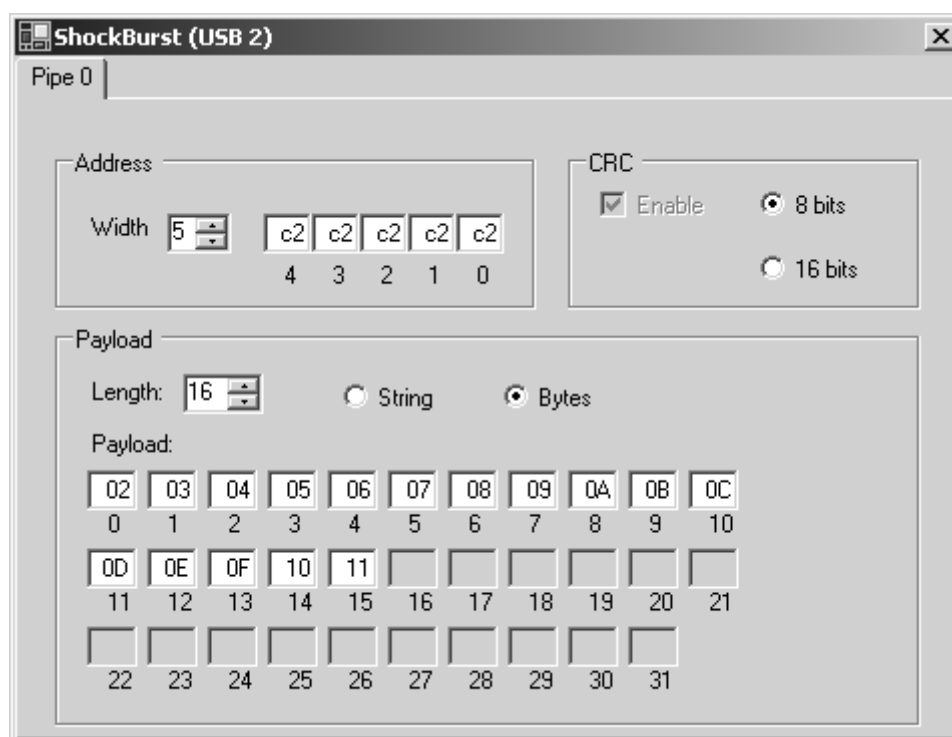 ShockBurst (USB 2)
Pipe 0
Address
CRC
Width 5 c2 c2 c2 c2 c2
4 3 2 1 0
Enable 8 bits
16 bits
Payload
Length: 16 String Bytes
Payload:
02 03 04 05 06 07 08 09 0A 0B 0C
0 1 2 3 4 5 6 7 8 9 10
0D 0E 0F 10 11
11 12 13 14 15 16 17 18 19 20 21
22 23 24 25 26 27 28 29 30 31